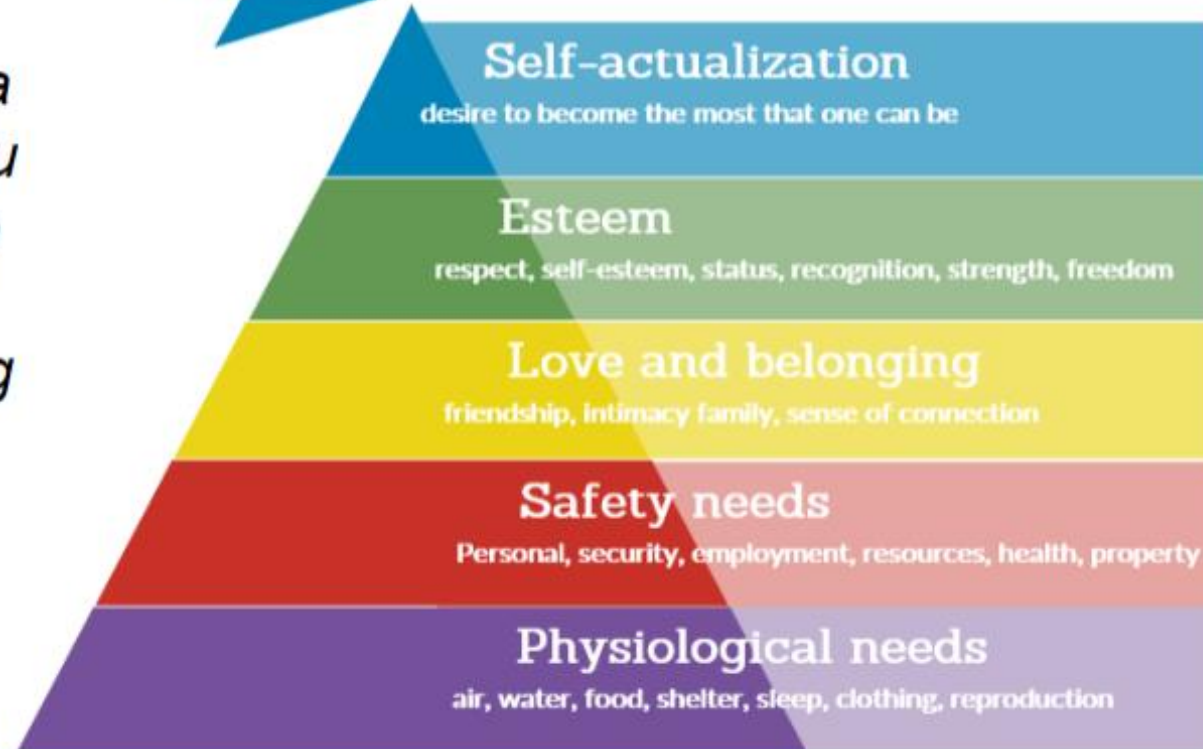 a
u
g
Self-actualization
desire to become the most that one can be
Esteem
respect, self-esteem, status, recognition, strength, freedom
Love and belonging
friendship, intimacy family, sense of connection
Safety needs
Personal, security, employment, resources, health, property
Physiological needs
air, water, food, shelter, sleep, clothing, reproduction